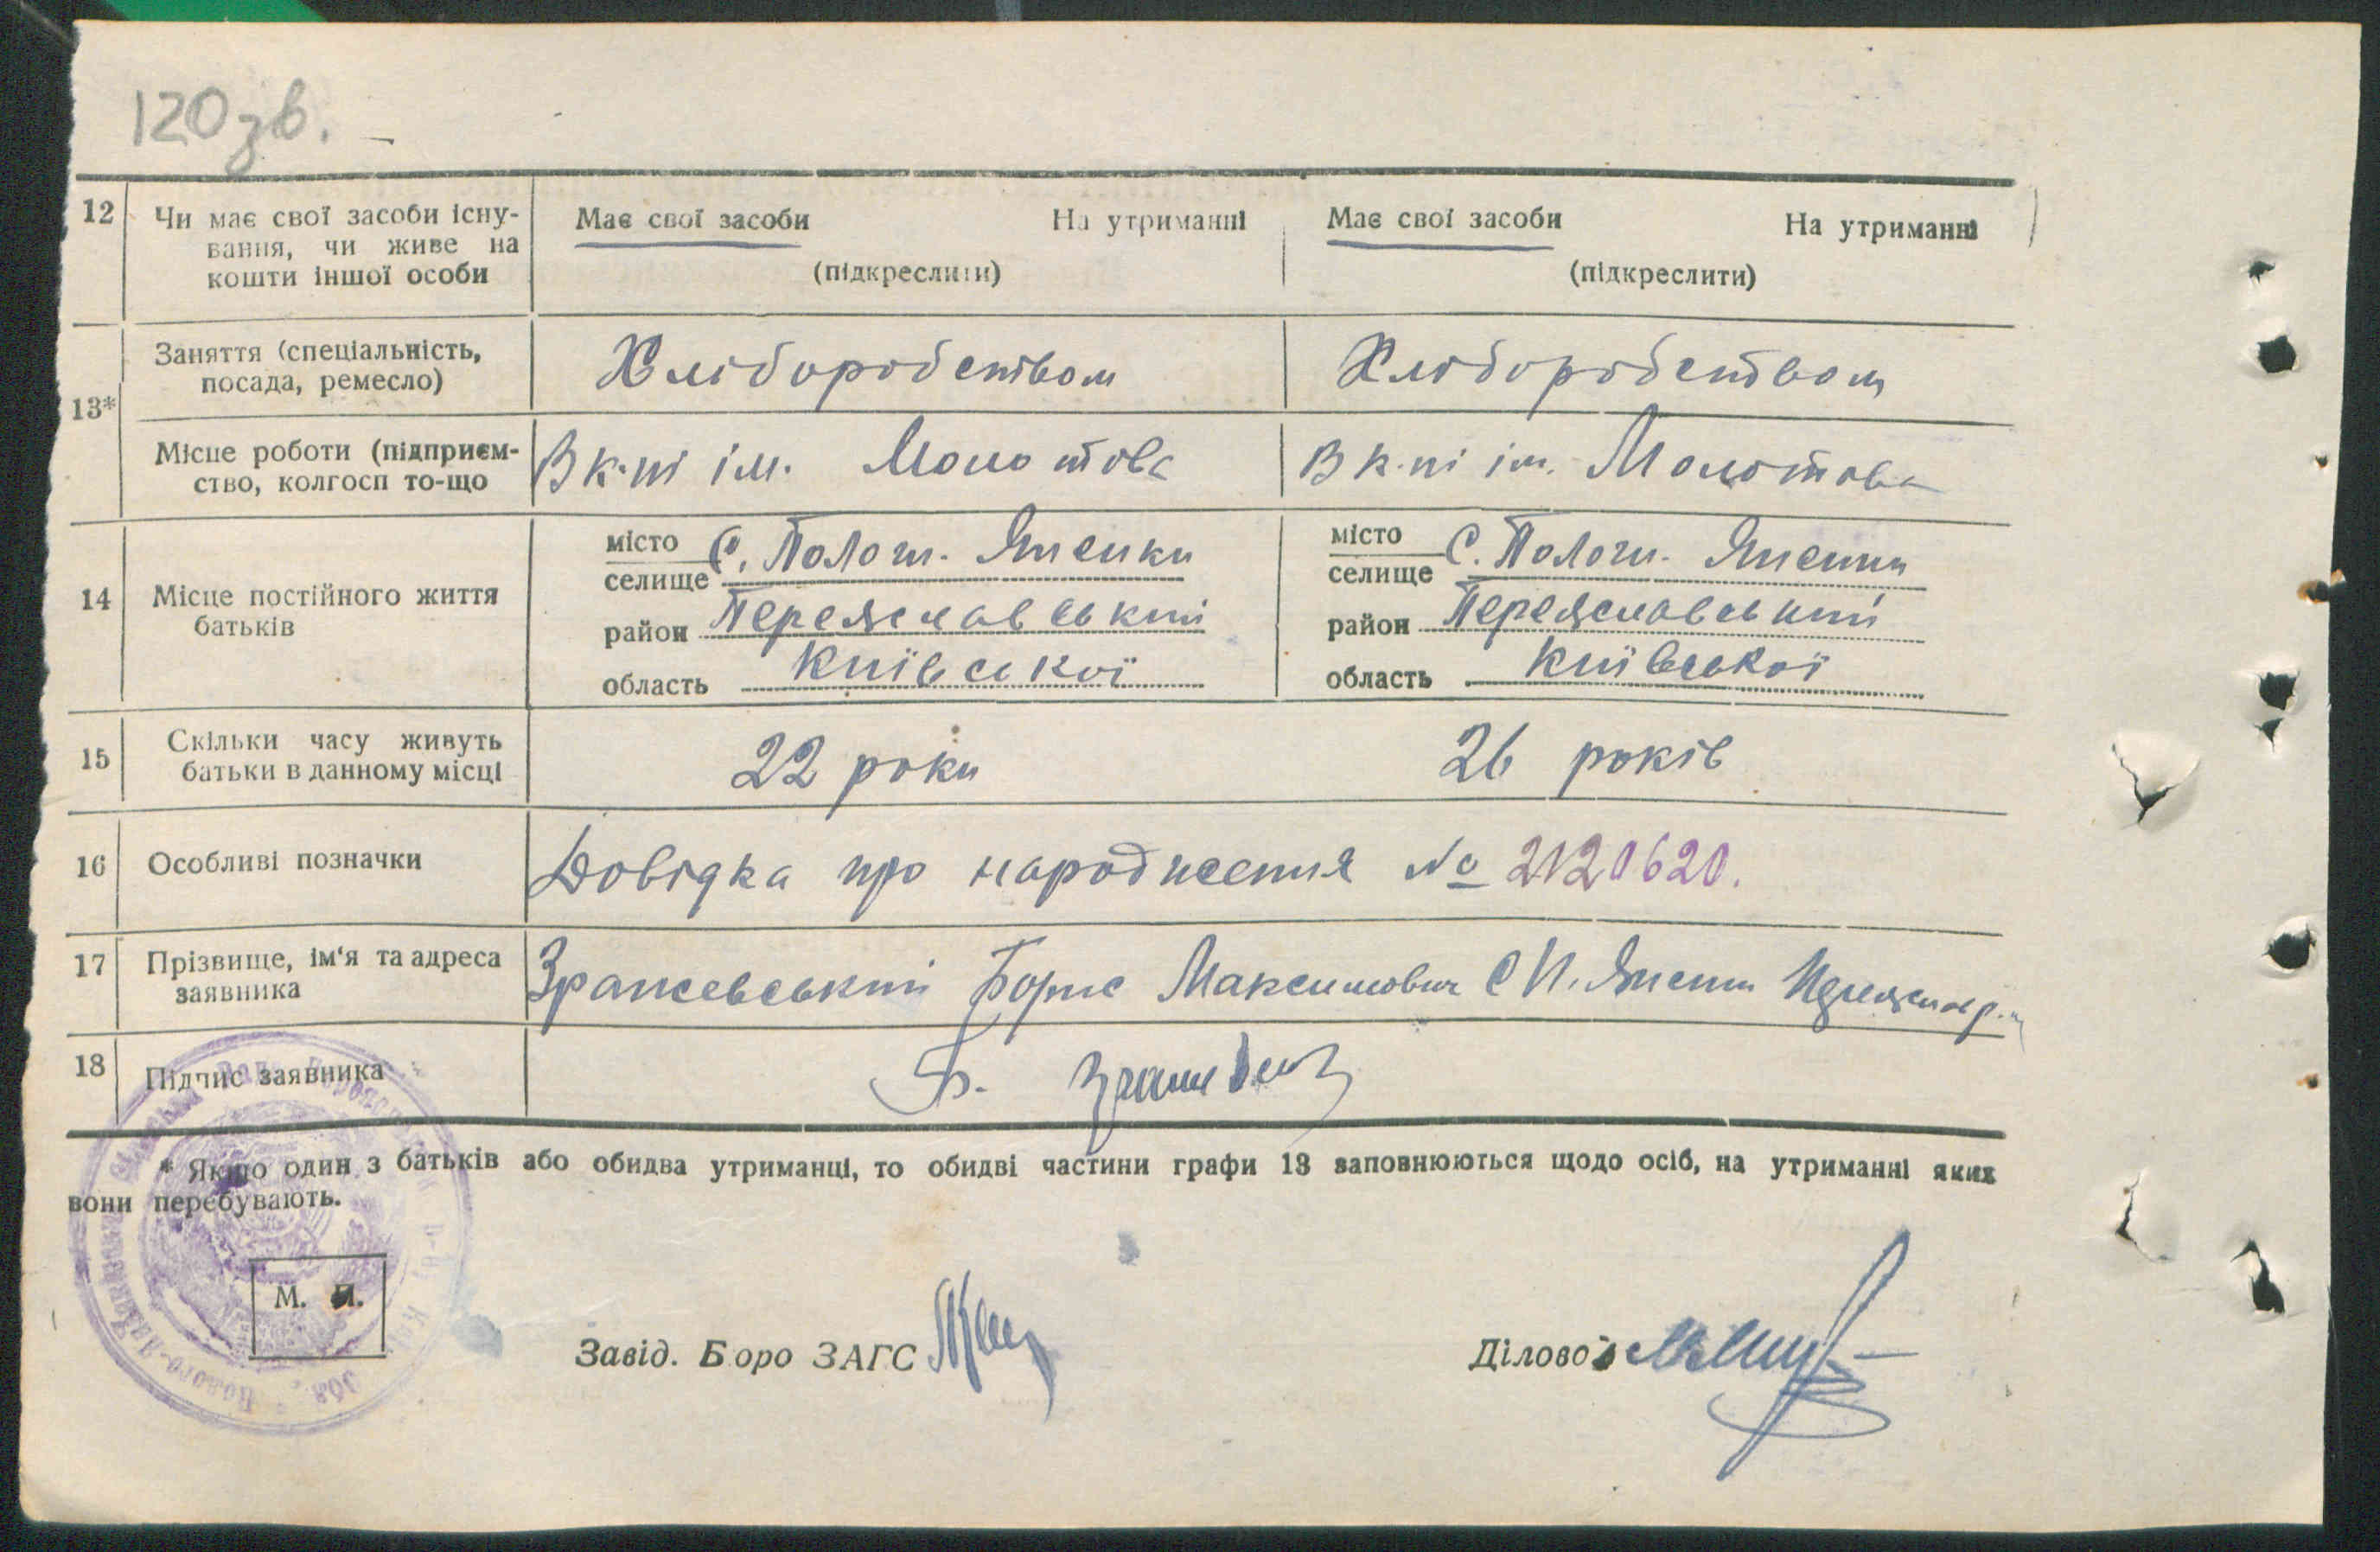 120зв.
12 Чи має свої засоби існу- Має свої засоби На утриманні Має свої засоби На утриманні
вання, чи живе на
кошти іншої особи (підкреслити) (підкреслити)
13* Заняття (спеціальність, Хліборобством Хліборобством
посада, ремесло)
Місце роботи (підприєм- В к-пі ім. Молотова В к-пі ім. Молотова
ство, колгосп то-що
14 Місце постійного життя батьків
місто С. Полог. Яненки місто С. Полог. Яненки
селище селище
район Переяславський район Переяславський
область Київської область Київської
15 Скільки часу живуть 22 роки 26 років
батьки в данному місці
16 Особливі позначки Довідка про народження № 2120620.
17 Прізвище, ім'я та адреса Зражевський Борис Максимович С П. Яненки
заявника
18 Підпис заявника Б.
* Якщо один з батьків або обидва утриманці, то обидві частини графи 13 заповнюються щодо осіб, на утриманні яких
вони перебувають.
М. П.
Завід. Боро ЗАГС Діловод